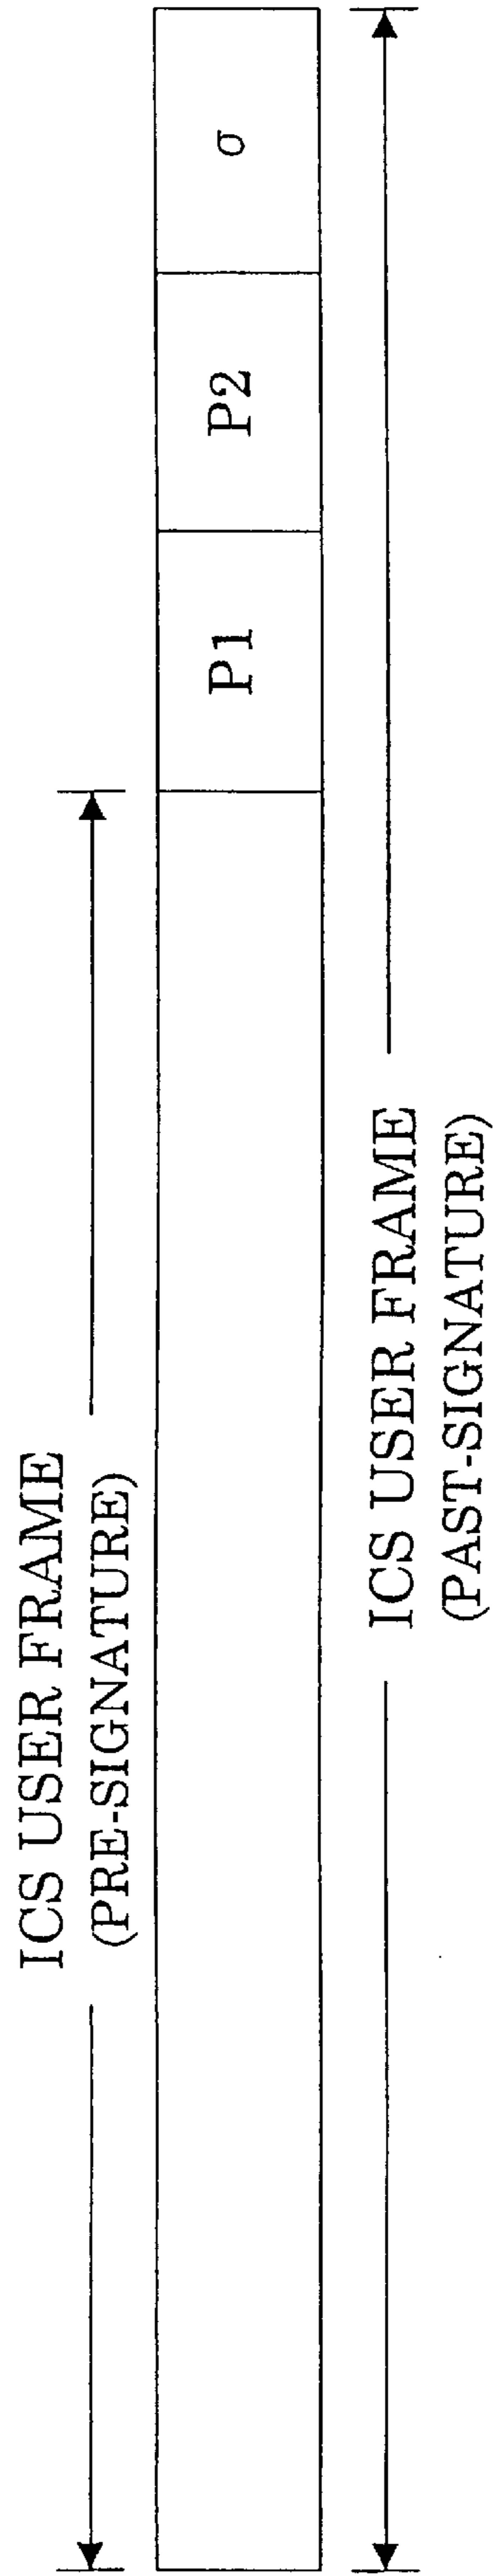 ICS USER FRAME
(PRE-SIGNATURE)
P1 P2 σ
ICS USER FRAME
(PAST-SIGNATURE)